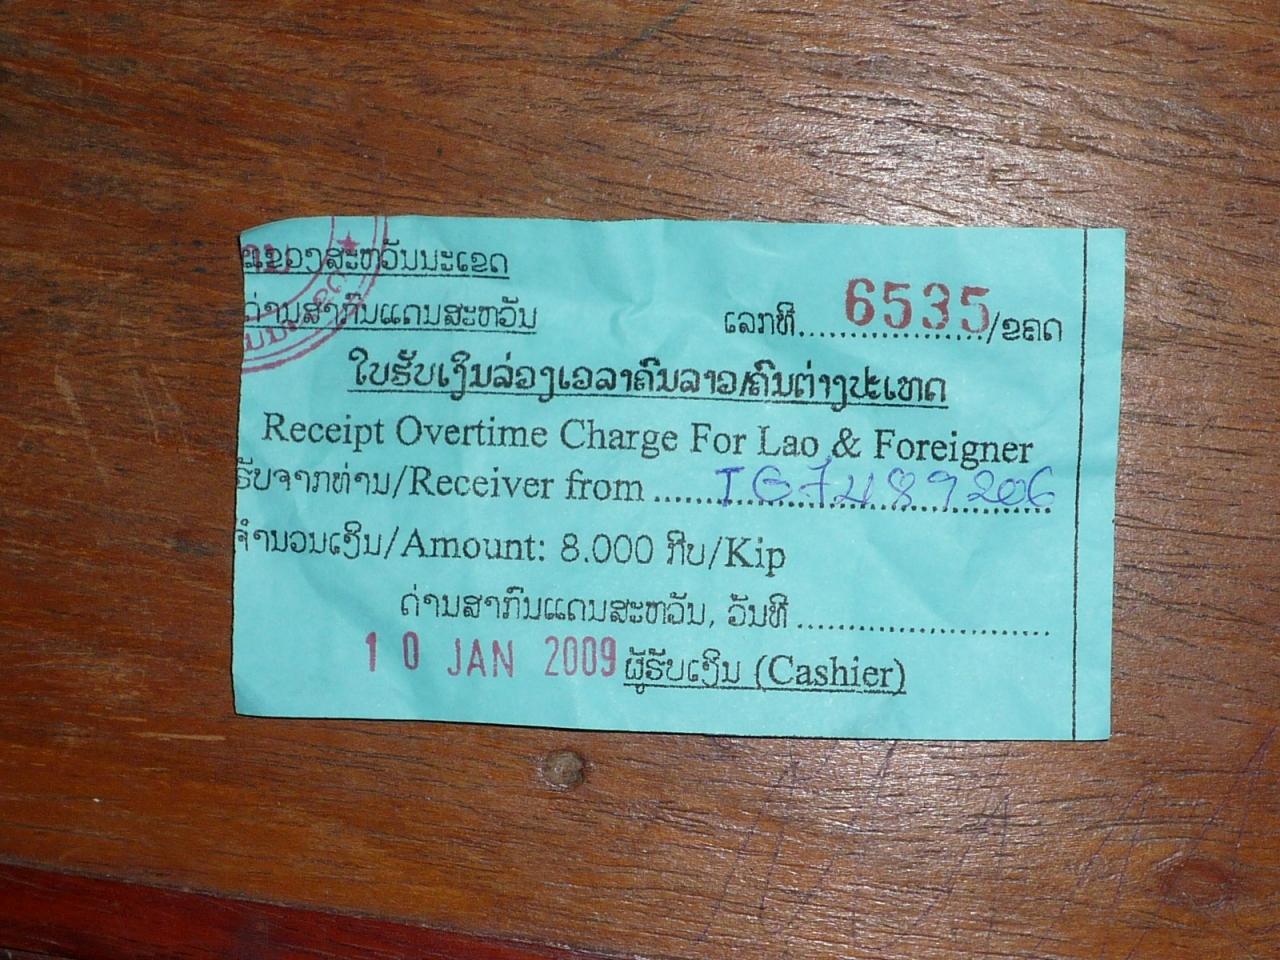 ແຂວງສະຫວັນນະເຂດ
ດ່ານສາກົນແດນສະຫວັນ
ເລກທີ...................../ຂຄດ
6535
ໃບຮັບເງິນລ່ວງເວລາຄົນລາວ/ຄົນຕ່າງປະເທດ
Receipt Overtime Charge For Lao & Foreigner
ຮັບຈາກທ່ານ/Receiver from ..........................................
ຈຳນວນເງິນ/Amount: 8.000 ກີບ/Kip
ດ່ານສາກົນແດນສະຫວັນ, ວັນທີ..........................
10 JAN 2009 ຜູ້ຮັບເງິນ (Cashier)